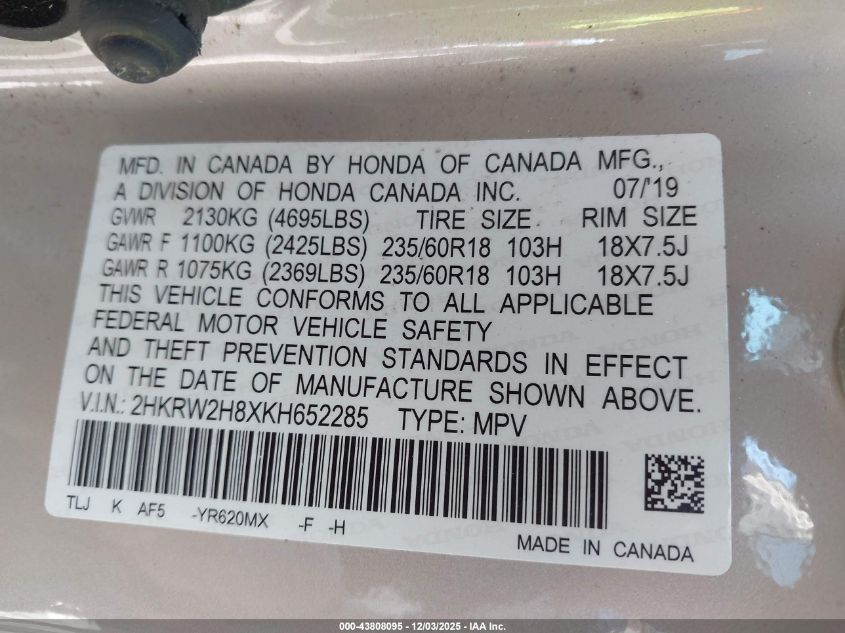 MFD. IN CANADA BY HONDA OF CANADA MFG.,
A DIVISION OF HONDA CANADA INC. 07/'19
GVWR 2130KG (4695LBS) TIRE SIZE RIM SIZE
GAWR F 1100KG (2425LBS) 235/60R18 103H 18X7.5J
GAWR R 1075KG (2369LBS) 235/60R18 103H 18X7.5J
THIS VEHICLE CONFORMS TO ALL APPLICABLE
FEDERAL MOTOR VEHICLE SAFETY
AND THEFT PREVENTION STANDARDS IN EFFECT
ON THE DATE OF MANUFACTURE SHOWN ABOVE.
V.I.N.: 2HKRW2H8XKH652285 TYPE: MPV
TLJ K AF5 -YR620MX -F -H
MADE IN CANADA
000-43808095 - 12/03/2025 - IAA Inc.